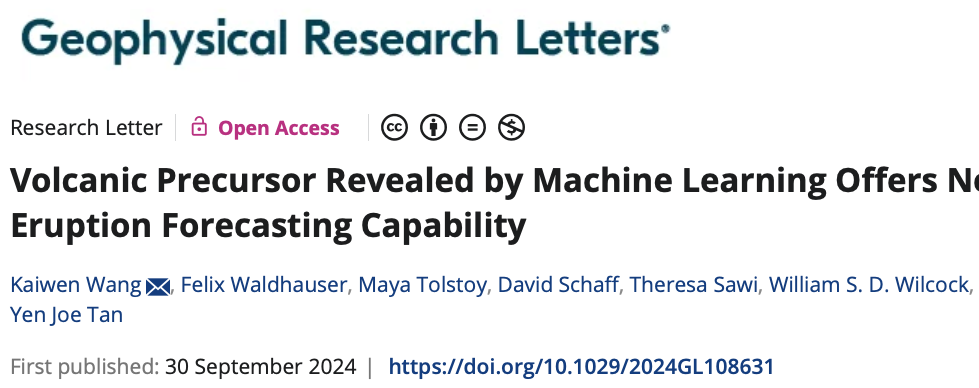 Geophysical Research Letters®
Research Letter | Open Access | cc
Volcanic Precursor Revealed by Machine Learning Offers
Eruption Forecasting Capability
Kaiwen Wang, Felix Waldhauser, Maya Tolstoy, David Schaff, Theresa Sawi, William S. D. Wilcock,
Yen Joe Tan
First published: 30 September 2024 | https://doi.org/10.1029/2024GL108631